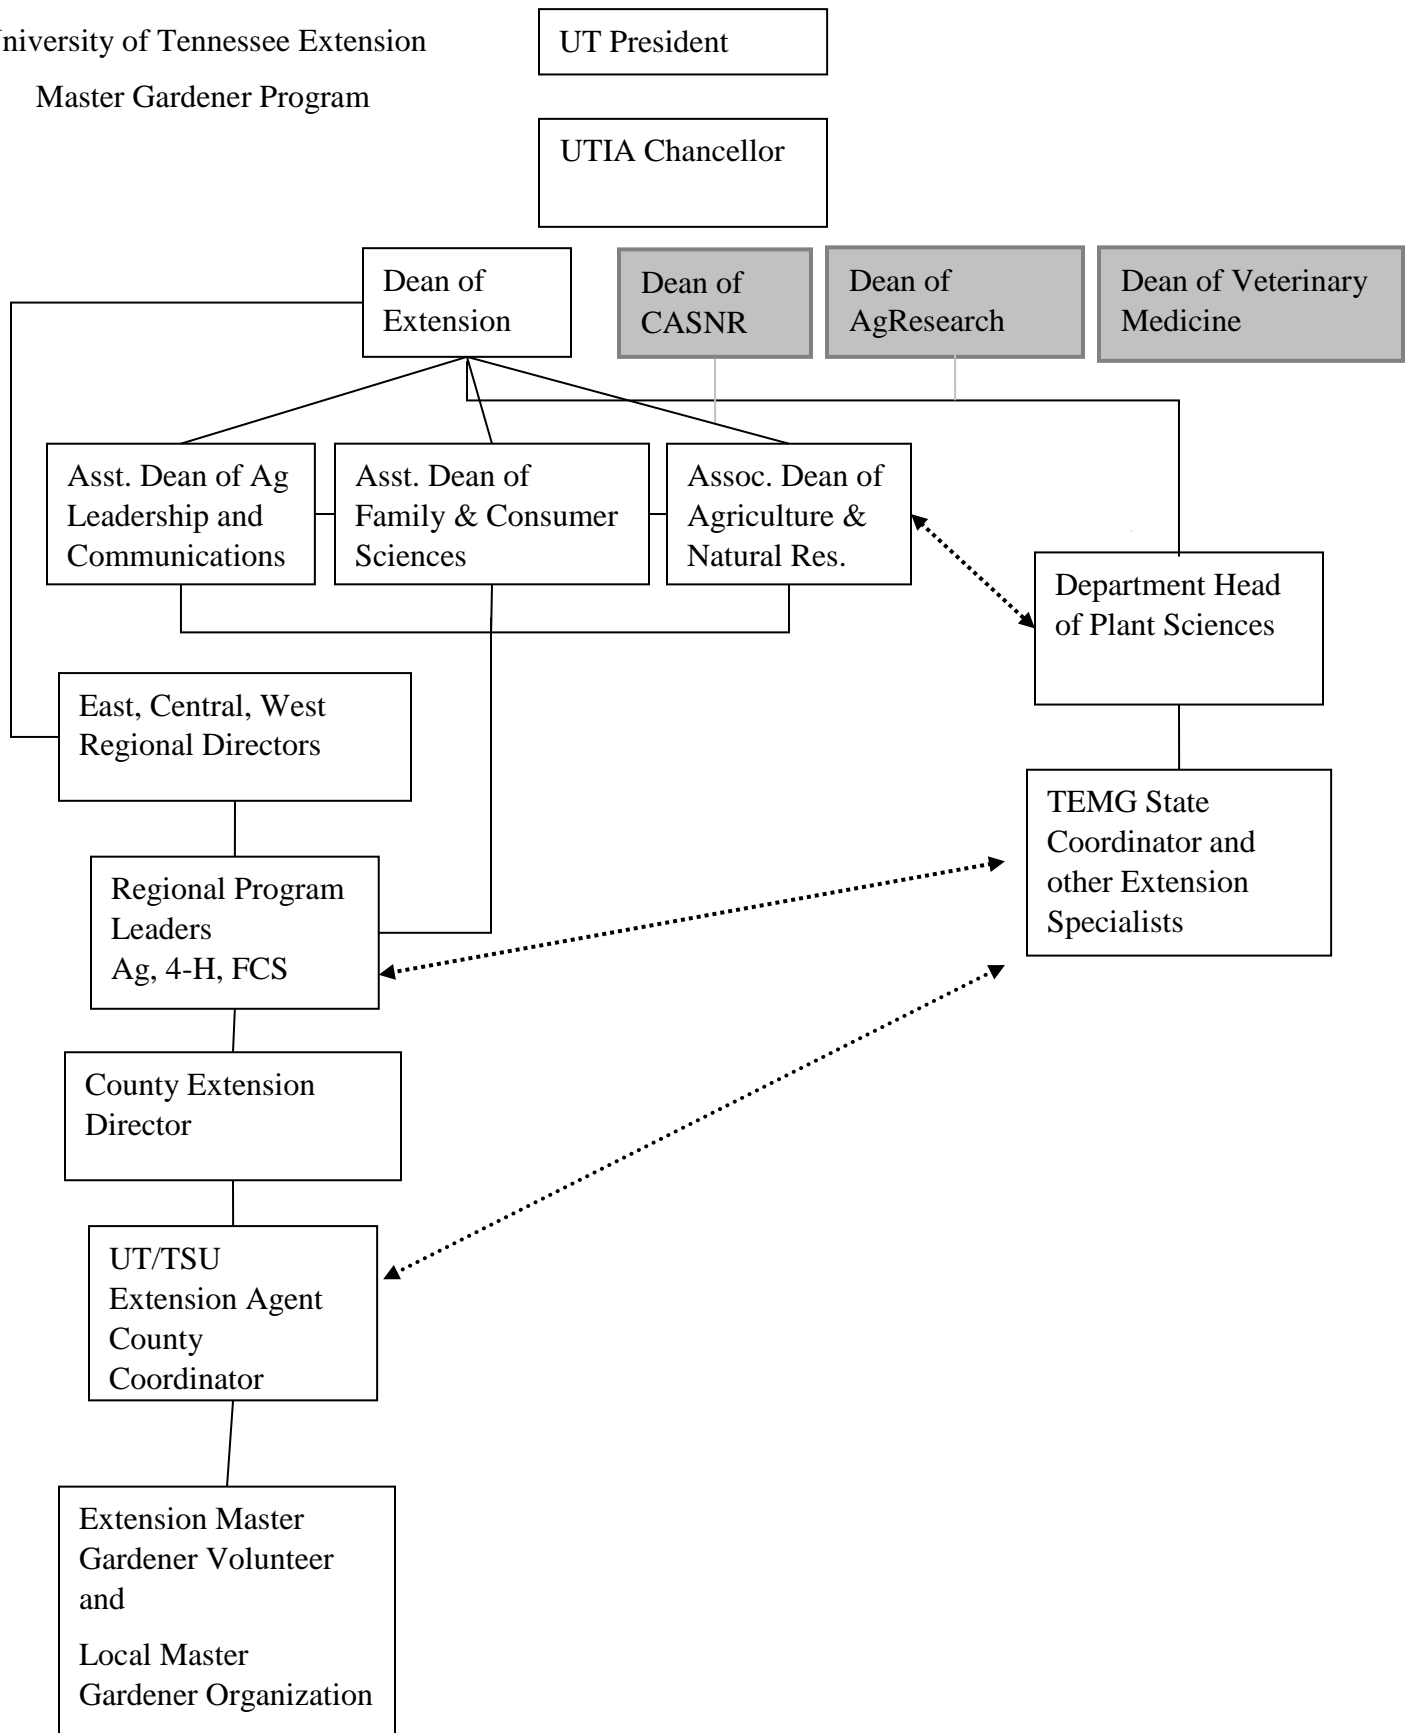 University of Tennessee Extension
Master Gardener Program
UT President
UTIA Chancellor
Dean of
Extension
Dean of
CASNR
Dean of
AgResearch
Dean of Veterinary
Medicine
Asst. Dean of Ag
Leadership and
Communications
Asst. Dean of
Family & Consumer
Sciences
Assoc. Dean of
Agriculture &
Natural Res.
Department Head
of Plant Sciences
East, Central, West
Regional Directors
TEMG State
Coordinator and
other Extension
Specialists
Regional Program
Leaders
Ag, 4-H, FCS
County Extension
Director
UT/TSU
Extension Agent
County
Coordinator
Extension Master
Gardener Volunteer
and
Local Master
Gardener Organization